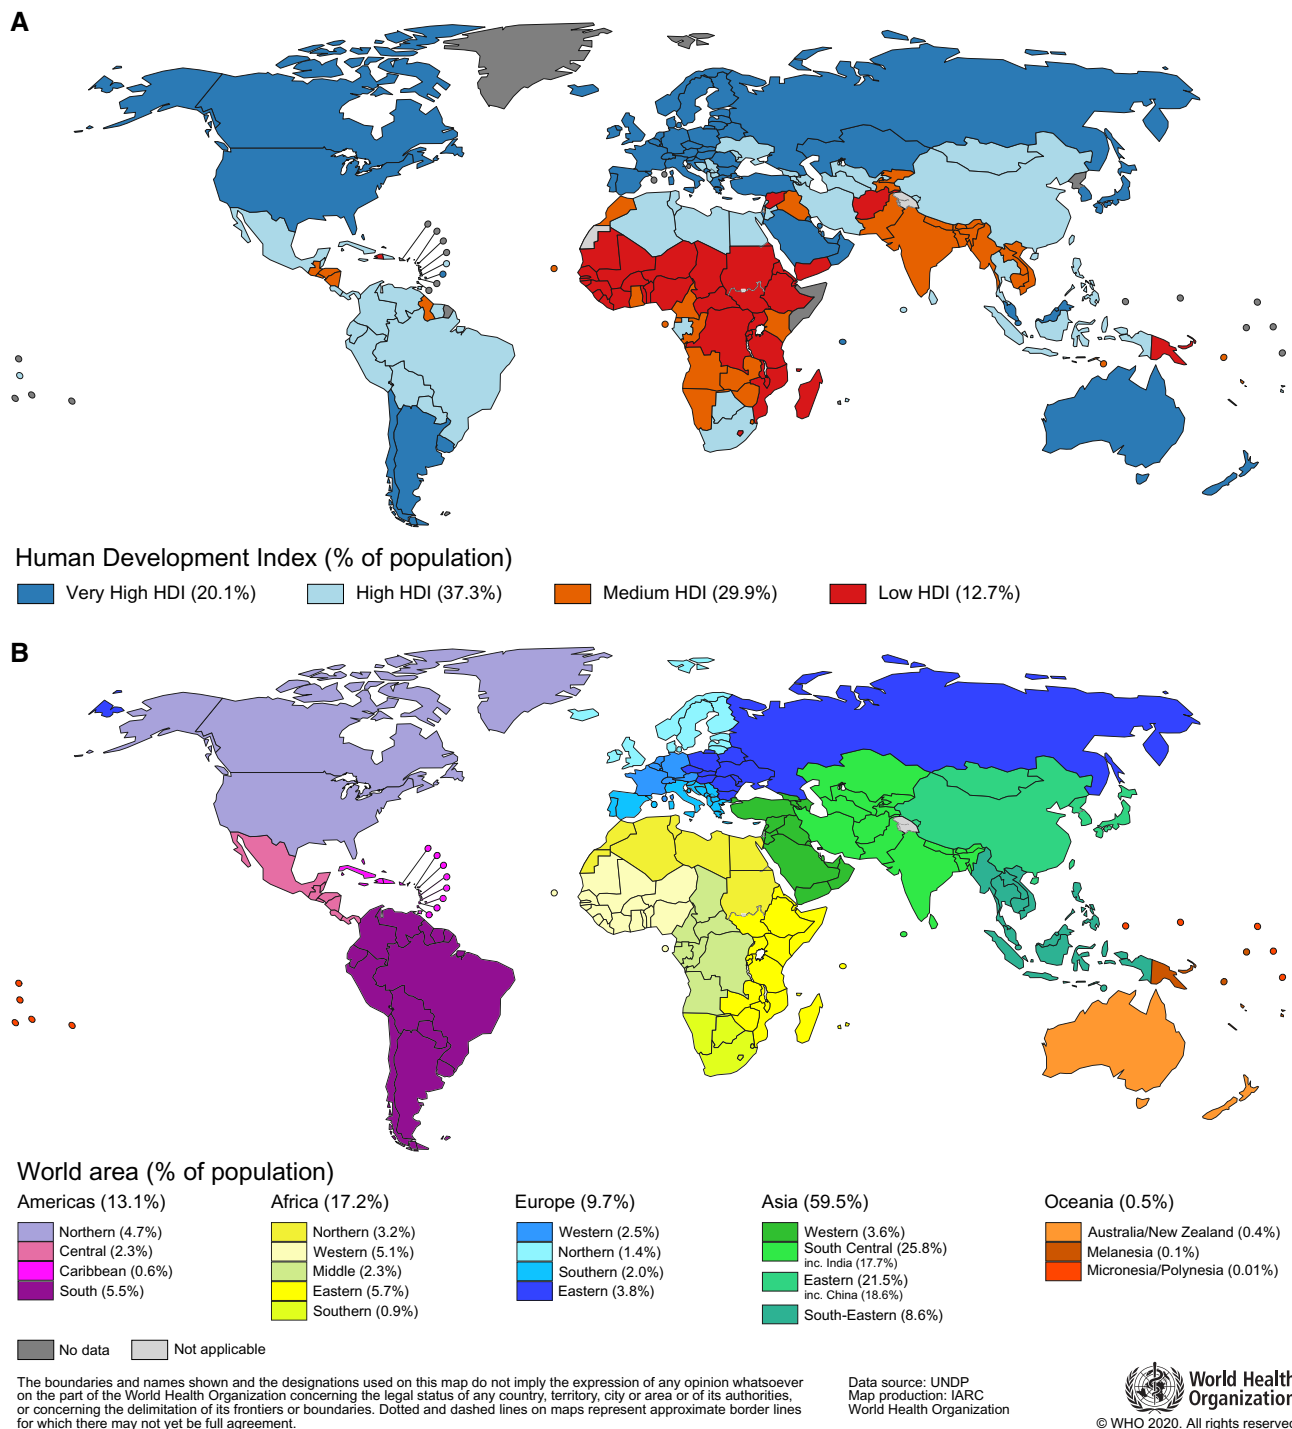 A
Human Development Index (% of population)
Very High HDI (20.1%)
High HDI (37.3%)
Medium HDI (29.9%)
Low HDI (12.7%)
B
World area (% of population)
Americas (13.1%)
Northern (4.7%)
Central (2.3%)
Caribbean (0.6%)
South (5.5%)
Africa (17.2%)
Northern (3.2%)
Western (5.1%)
Middle (2.3%)
Eastern (5.7%)
Southern (0.9%)
Europe (9.7%)
Western (2.5%)
Northern (1.4%)
Southern (2.0%)
Eastern (3.8%)
Asia (59.5%)
Western (3.6%)
South Central (25.8%)
inc. India (17.7%)
Eastern (21.5%)
inc. China (18.6%)
South-Eastern (8.6%)
Oceania (0.5%)
Australia/New Zealand (0.4%)
Melanesia (0.1%)
Micronesia/Polynesia (0.01%)
No data
Not applicable
The boundaries and names shown and the designations used on this map do not imply the expression of any opinion whatsoever
on the part of the World Health Organization concerning the legal status of any country, territory, city or area or of its authorities,
or concerning the delimitation of its frontiers or boundaries. Dotted and dashed lines on maps represent approximate border lines
for which there may not yet be full agreement.
Data source: UNDP
Map production: IARC
World Health Organization
World Health
Organization
© WHO 2020. All rights reserved